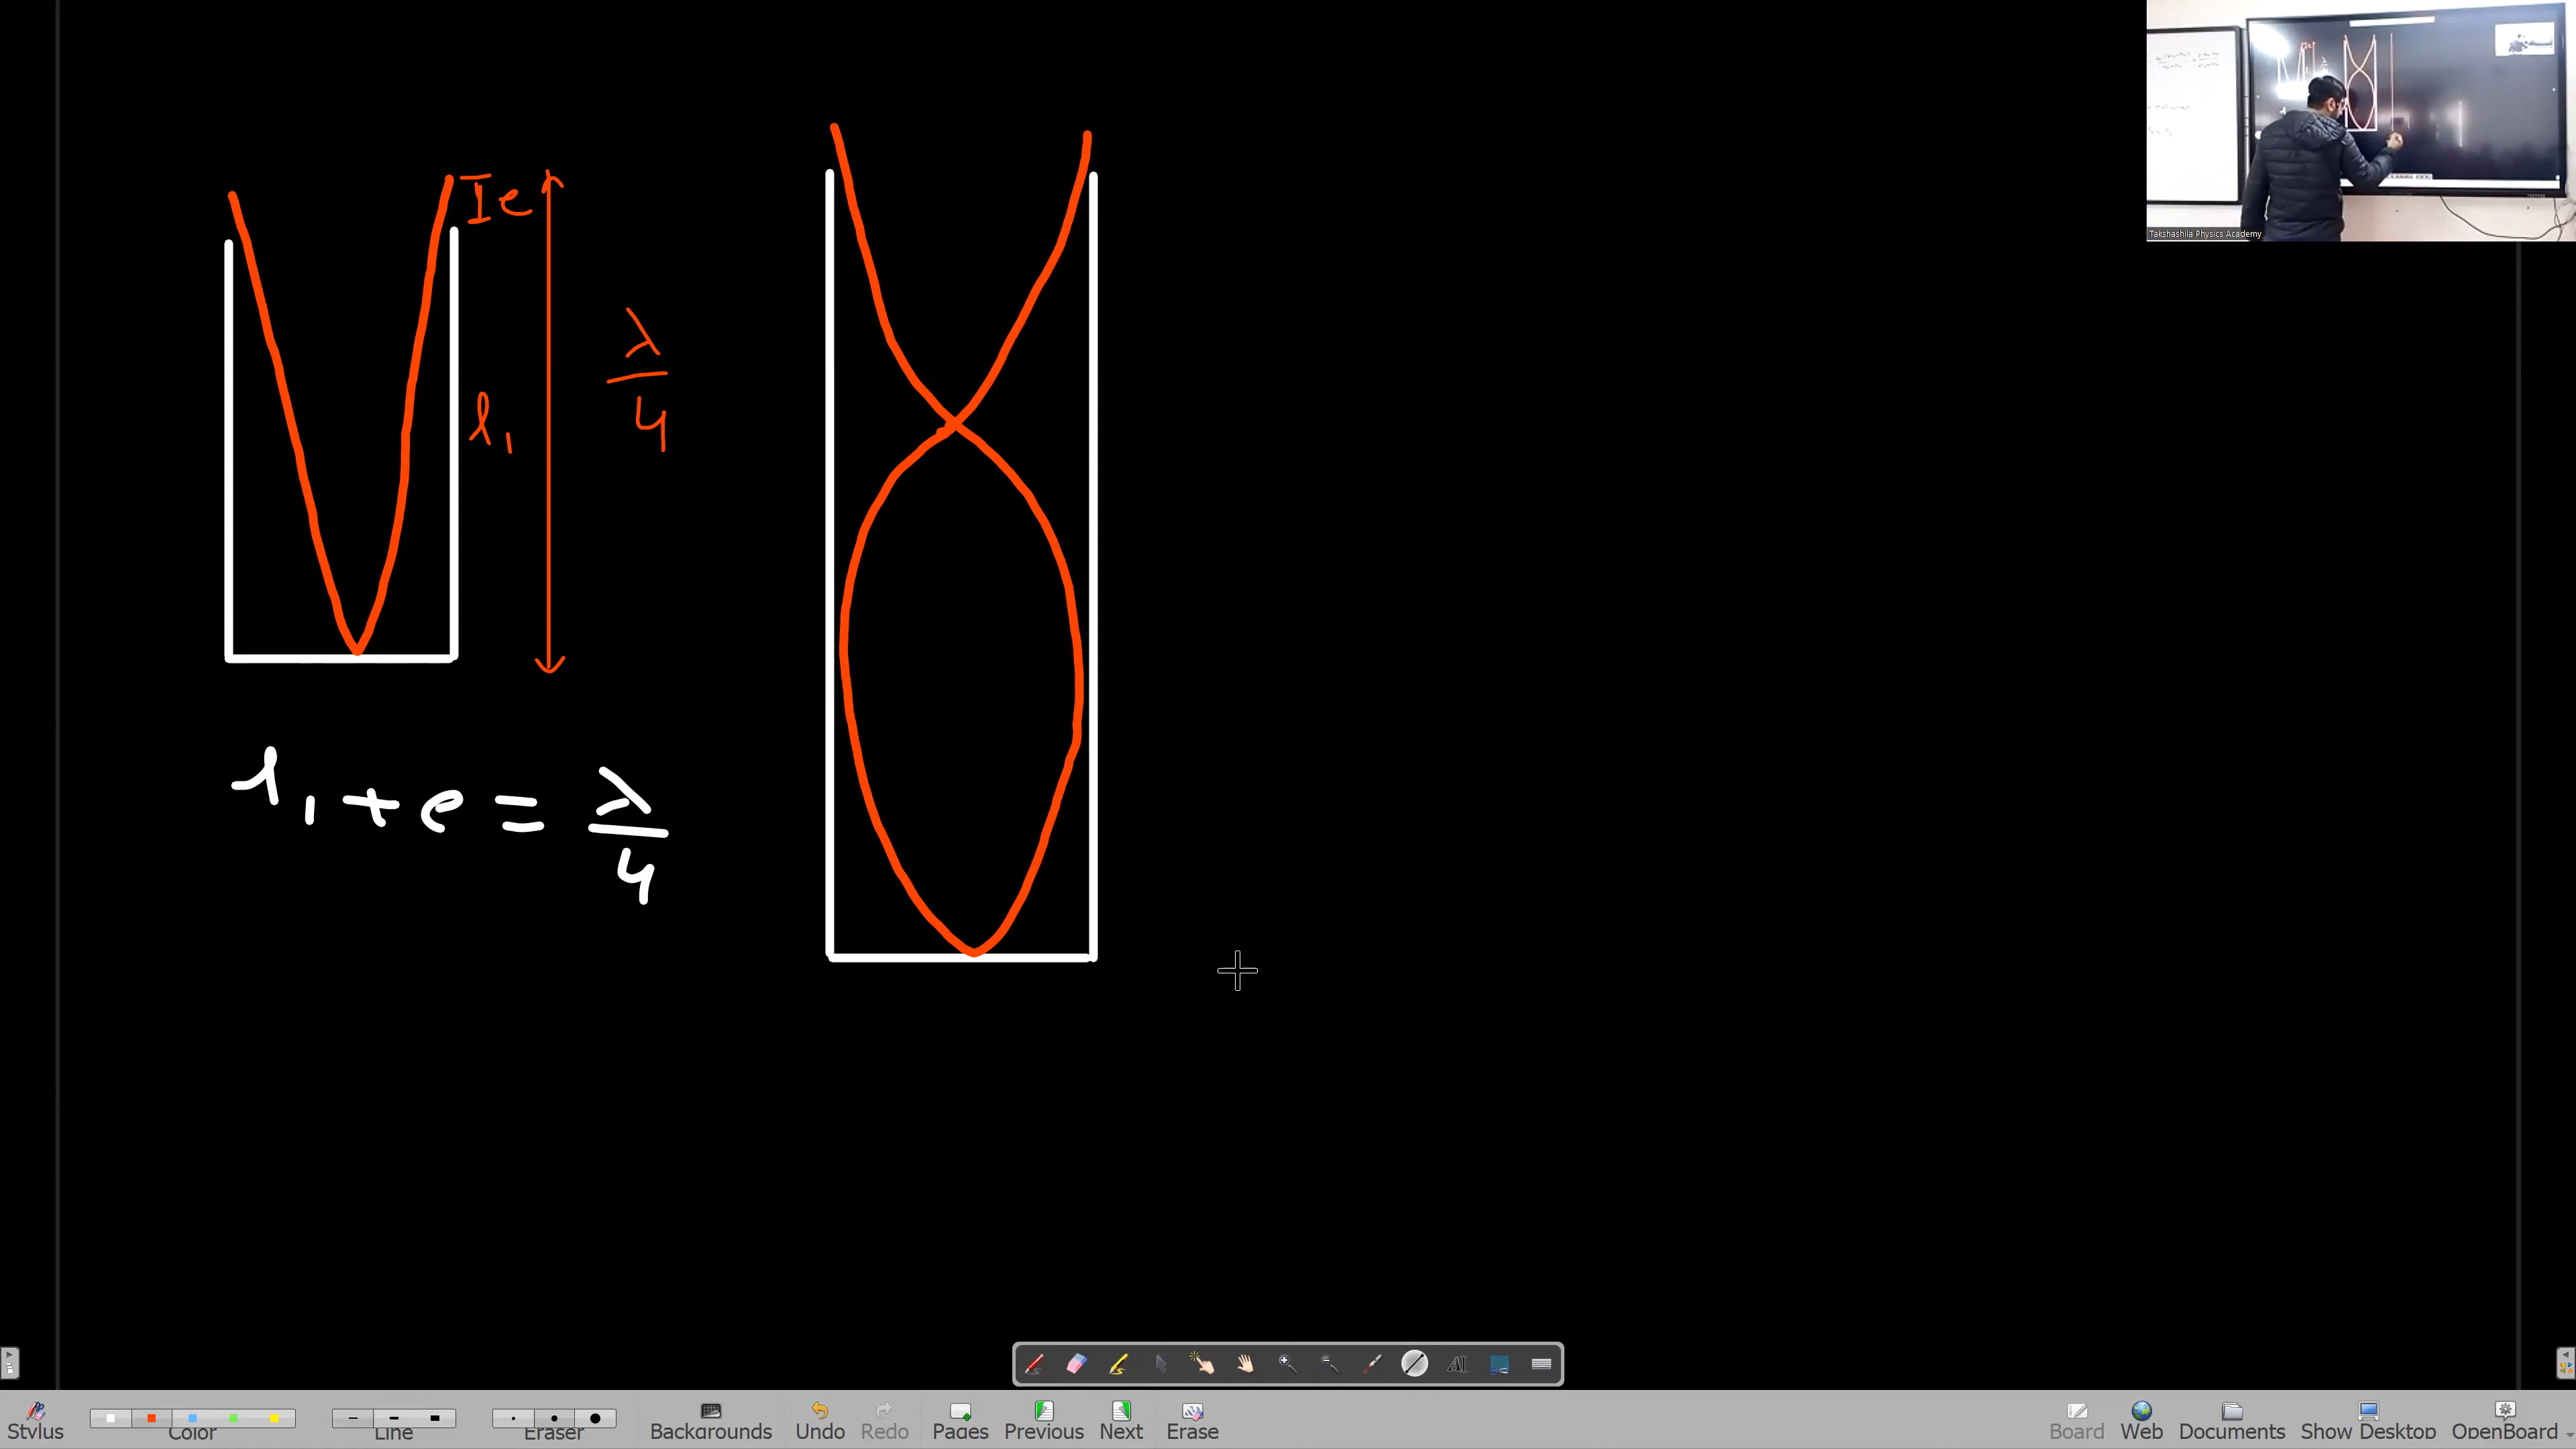 I e
λ/4
l₁
l₁ + e = λ/4
Takshashila Physics Academy
Stylus
Color
Line
Eraser
Backgrounds
Undo
Redo
Pages
Previous
Next
Erase
Board
Web
Documents
Show Desktop
OpenBoard
AI